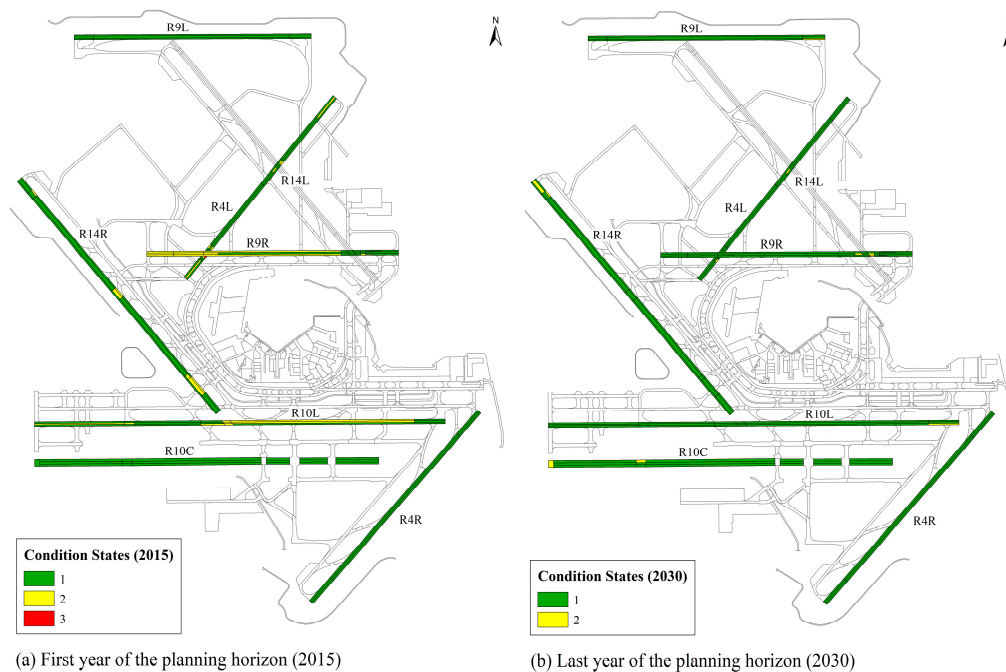 R9L
N
R14L
R4L
R14R
R9R
R10L
R10C
R4R
Condition States (2015)
1
2
3
(a) First year of the planning horizon (2015)
R9L
R14L
R4L
R14R
R9R
R10L
R10C
R4R
Condition States (2030)
1
2
(b) Last year of the planning horizon (2030)